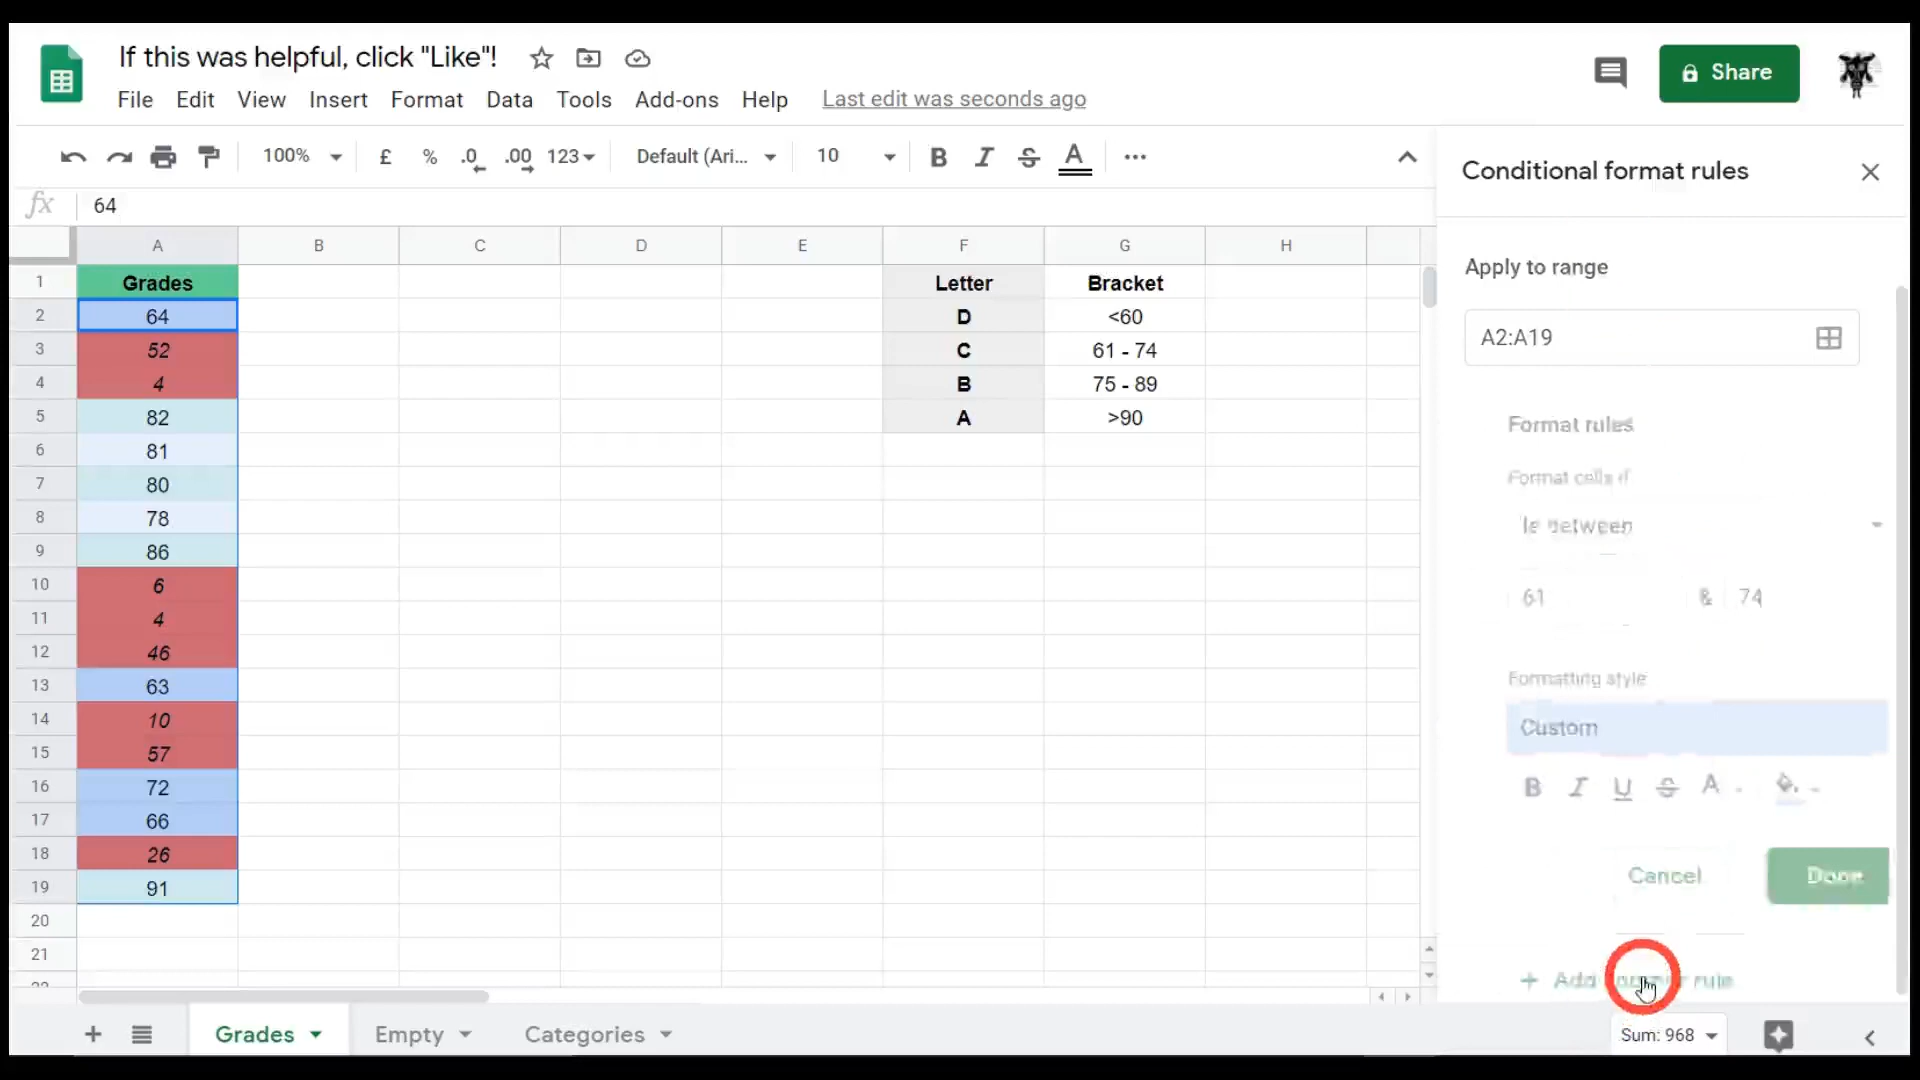 If this was helpful, click "Like"!
File Edit View Insert Format Data Tools Add-ons Help Last edit was seconds ago
Share
100% £ % .0 .00 123 Default (Ari... 10 B I S A
fx 64
A B C D E F G H
1 Grades Letter Bracket
2 64 D <60
3 52 C 61 - 74
4 4 B 75 - 89
5 82 A >90
6 81
7 80
8 78
9 86
10 6
11 4
12 46
13 63
14 10
15 57
16 72
17 66
18 26
19 91
20
21
22
Conditional format rules
Apply to range
A2:A19
Format rules
Format cells if
Is between
61 & 74
Formatting style
Custom
B I U S A
Cancel Done
+ Add another rule
Grades Empty Categories Sum: 968